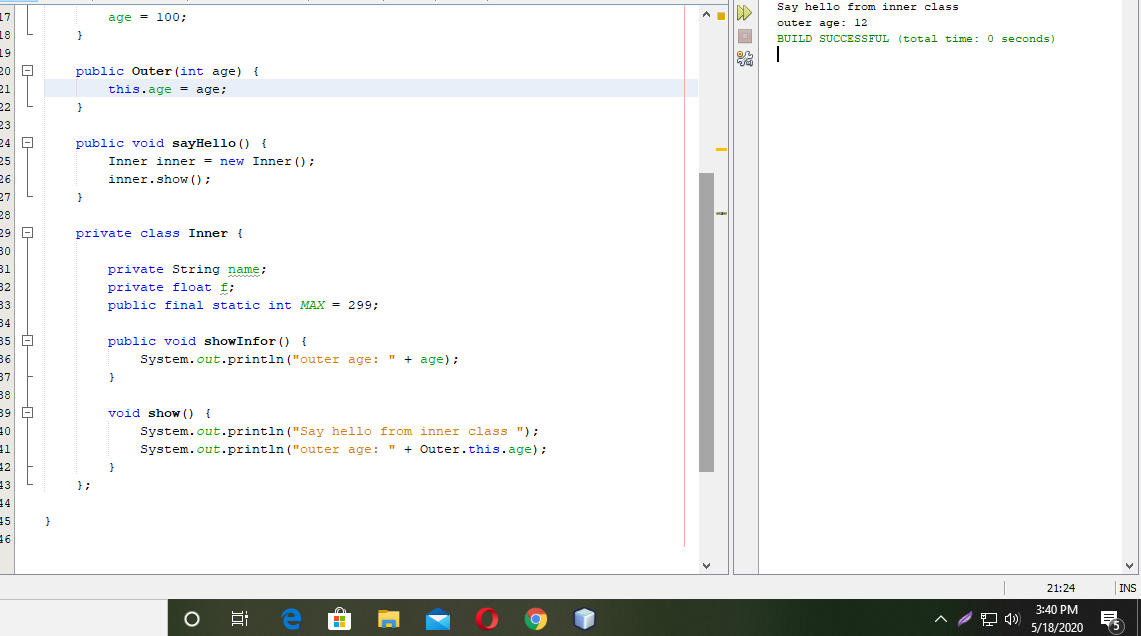 17 age = 100;
18 }
19
20 public Outer(int age) {
21 this.age = age;
22 }
23
24 public void sayHello() {
25 Inner inner = new Inner();
26 inner.show();
27 }
28
29 private class Inner {
30
31 private String name;
32 private float f;
33 public final static int MAX = 299;
34
35 public void showInfor() {
36 System.out.println("outer age: " + age);
37 }
38
39 void show() {
40 System.out.println("Say hello from inner class ");
41 System.out.println("outer age: " + Outer.this.age);
42 }
43 };
44
45 }
46
Say hello from inner class
outer age: 12
BUILD SUCCESSFUL (total time: 0 seconds)
21:24 INS
3:40 PM
5/18/2020
5